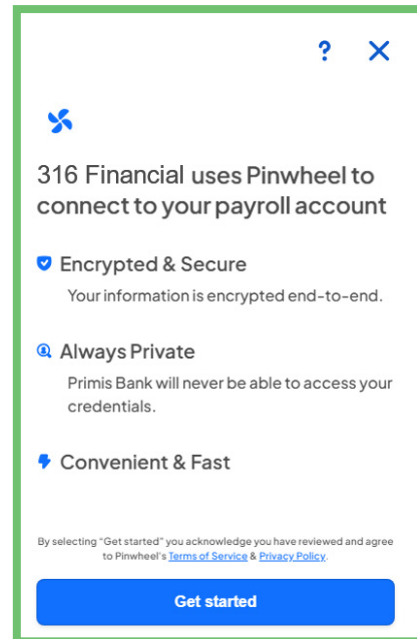 ?
316 Financial uses Pinwheel to
connect to your payroll account
Encrypted & Secure
Your information is encrypted end-to-end.
Always Private
Primis Bank will never be able to access your
credentials.
Convenient & Fast
By selecting "Get started" you acknowledge you have reviewed and agree
to Pinwheel's Terms of Service & Privacy Policy.
Get started